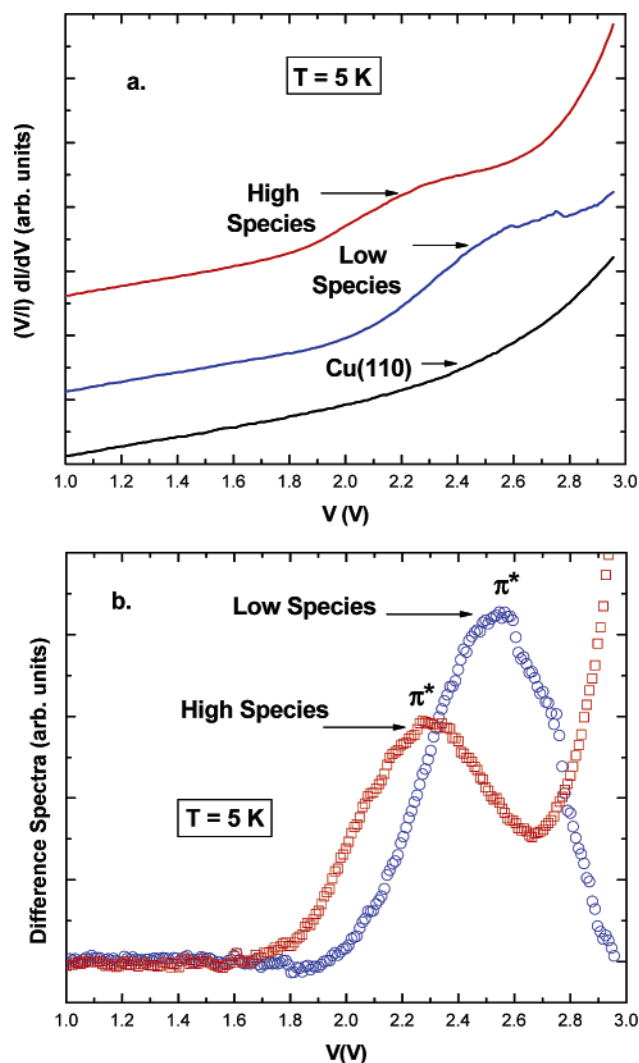 a.
T = 5 K
(V/I) dI/dV (arb. units)
High
Species
Low
Species
Cu(110)
1.0 1.2 1.4 1.6 1.8 2.0 2.2 2.4 2.6 2.8 3.0
V (V)
b.
π*
Low Species
π*
High Species
T = 5 K
Difference Spectra (arb. units)
1.0 1.2 1.4 1.6 1.8 2.0 2.2 2.4 2.6 2.8 3.0
V(V)